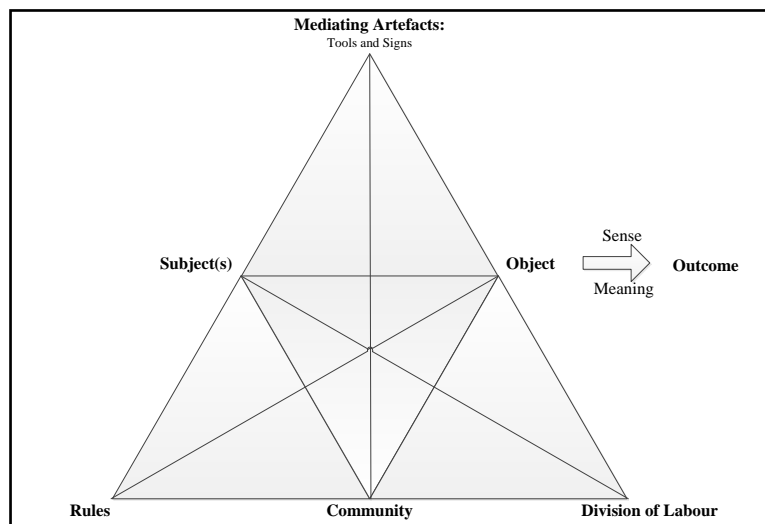 Mediating Artefacts:
Tools and Signs
Sense
Subject(s)
Object
Outcome
Meaning
Rules
Community
Division of Labour